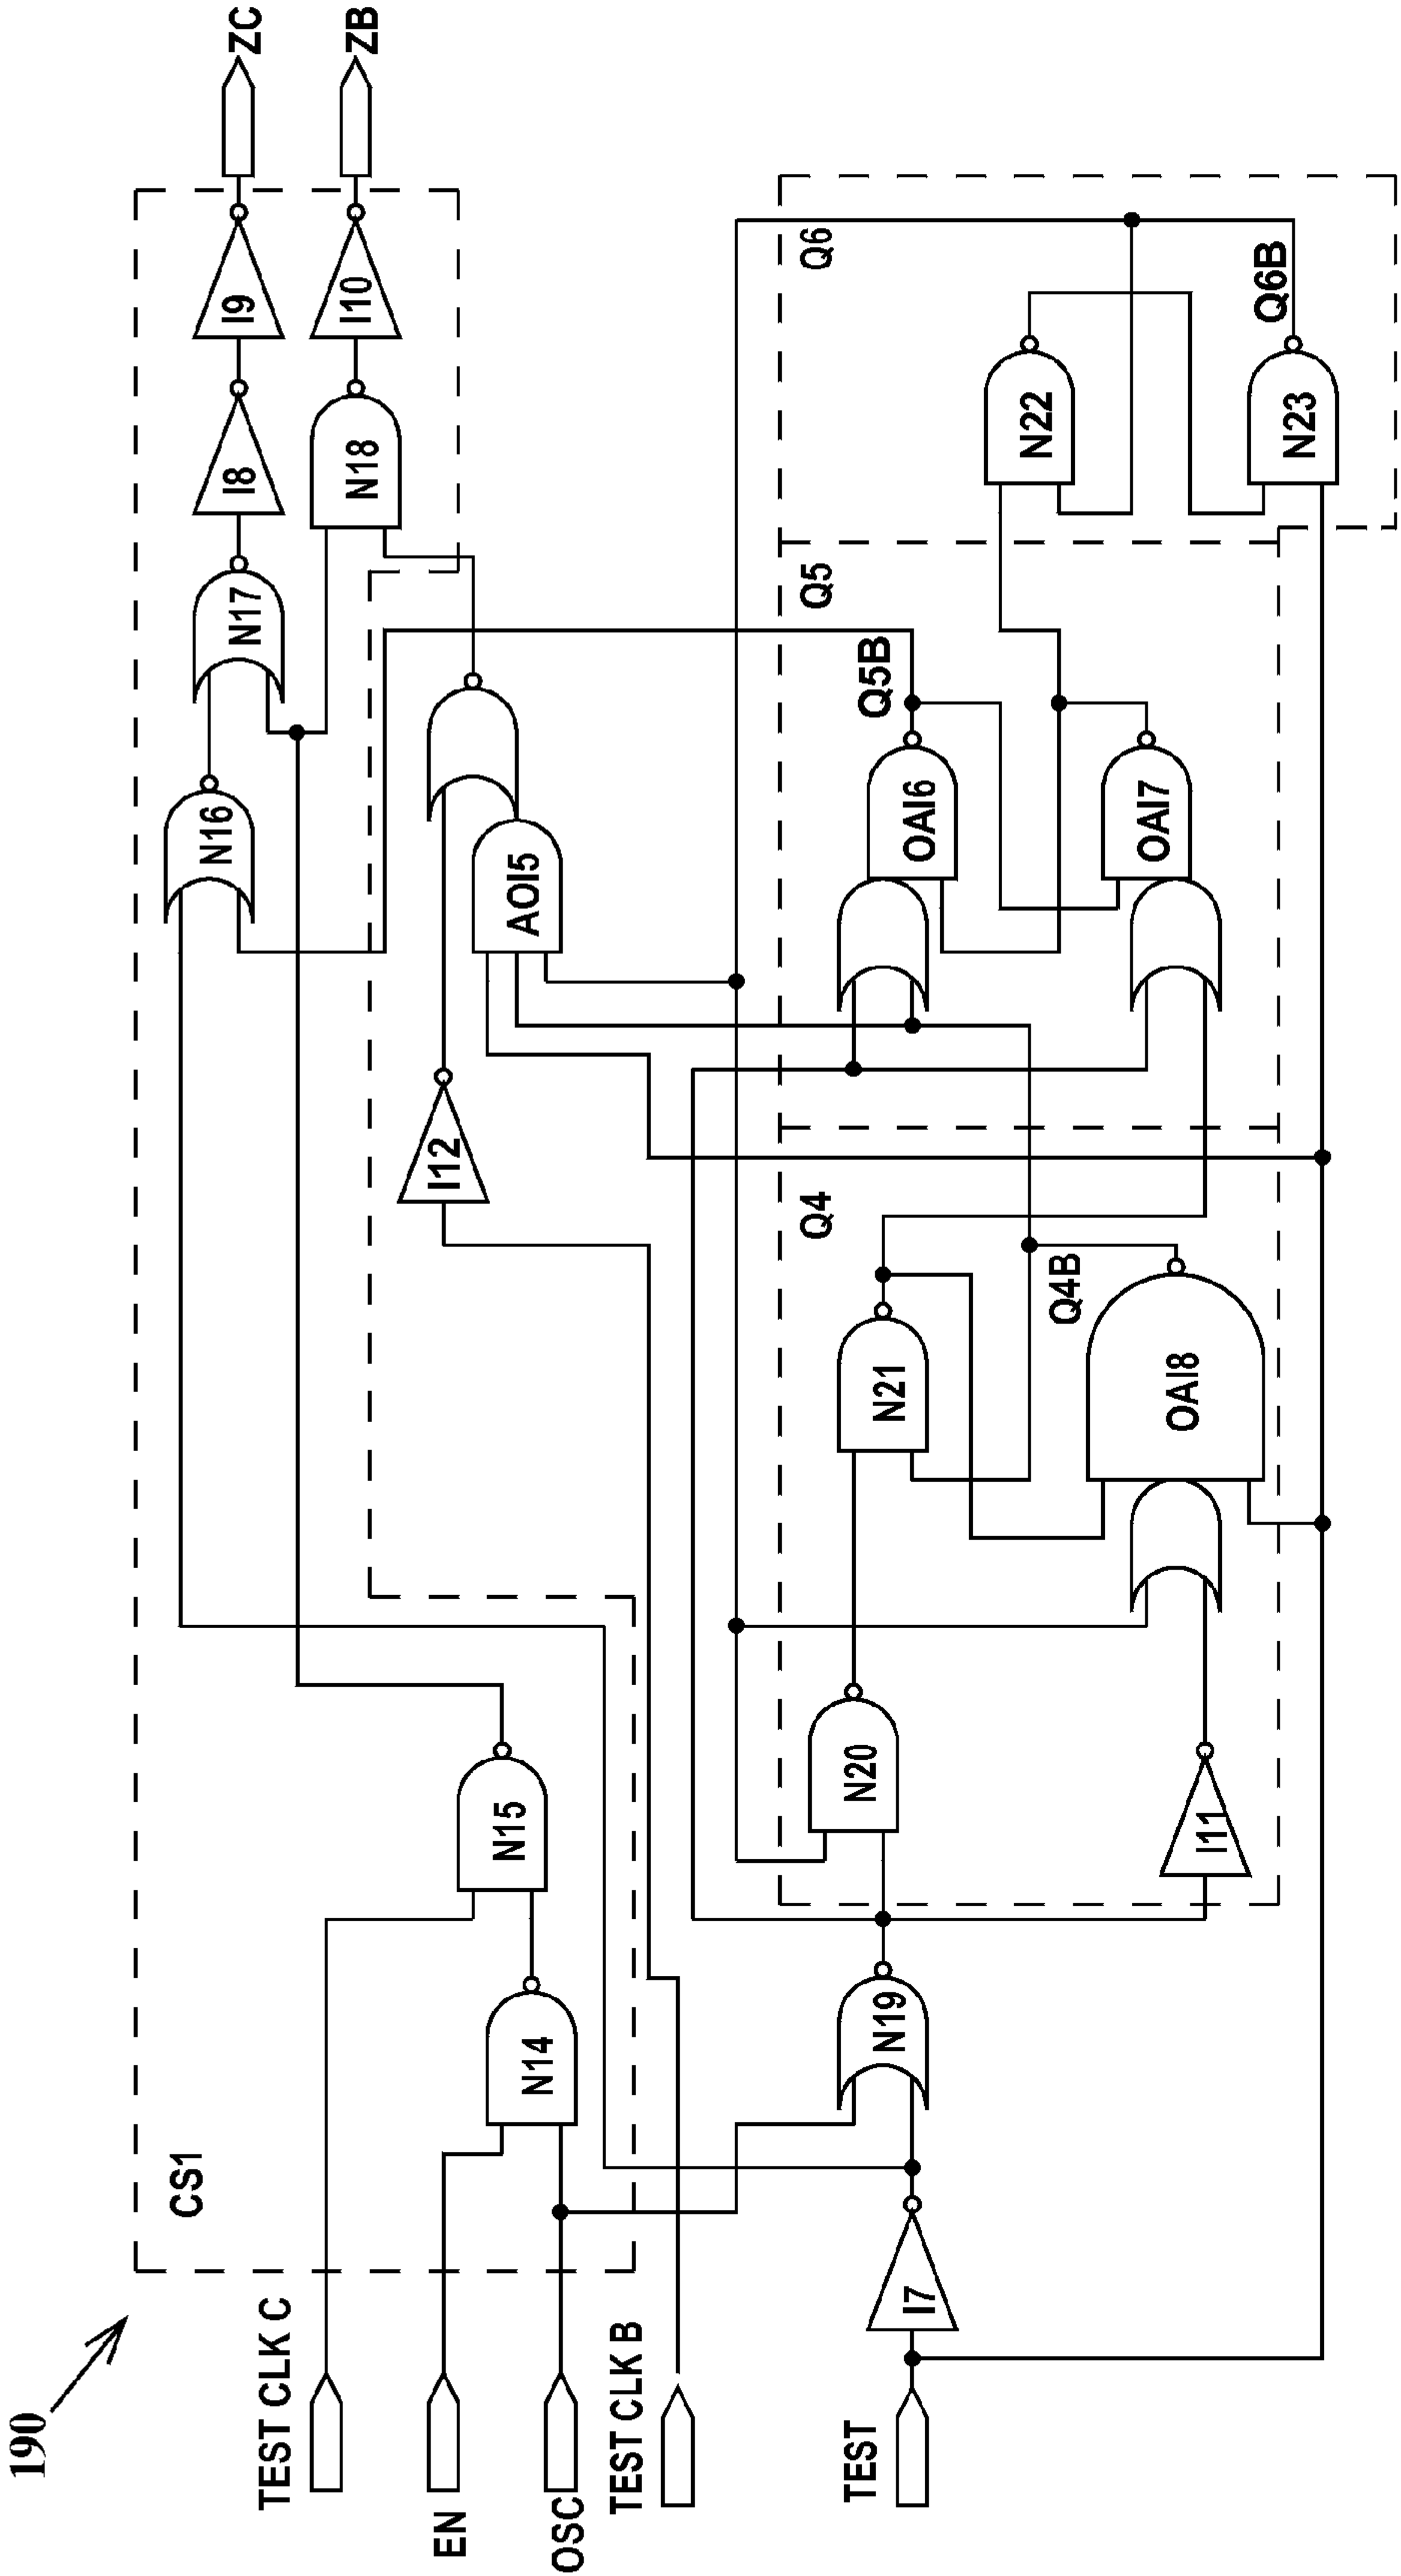 190
CS1
TEST CLK C
EN
OSC
TEST CLK B
TEST
N14
N15
N16
N17
I8
I9
ZC
N18
I10
ZB
I12
AOI5
I7
N19
Q4
N20
I11
N21
Q4B
OAI8
Q5
Q5B
OAI6
OAI7
Q6
N22
Q6B
N23